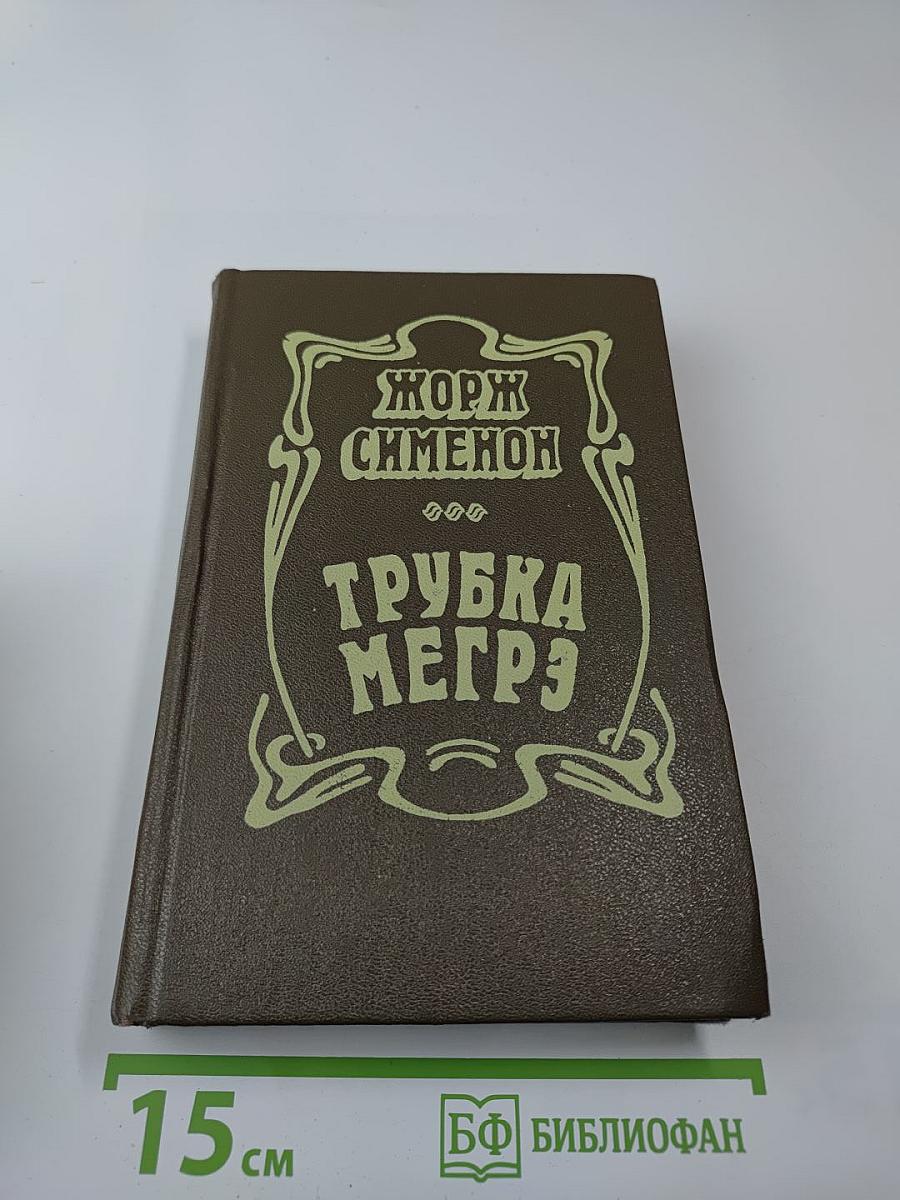 ЖОРЖ
СИМЕНОН
ТРУБКА
МЕГРЭ
15 см
БФ БИБЛИОФАН